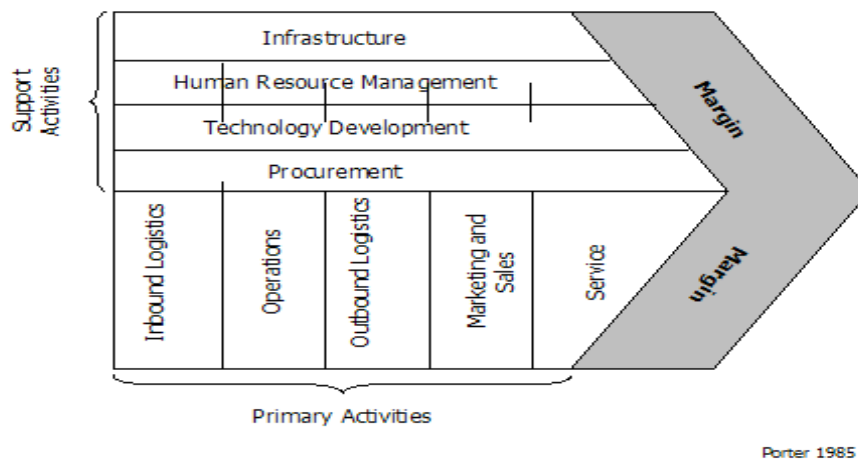 Infrastructure
Human Resource Management
Technology Development
Procurement
Support
Activities
Inbound Logistics
Operations
Outbound Logistics
Marketing and
Sales
Service
Margin
Margin
Primary Activities
Porter 1985